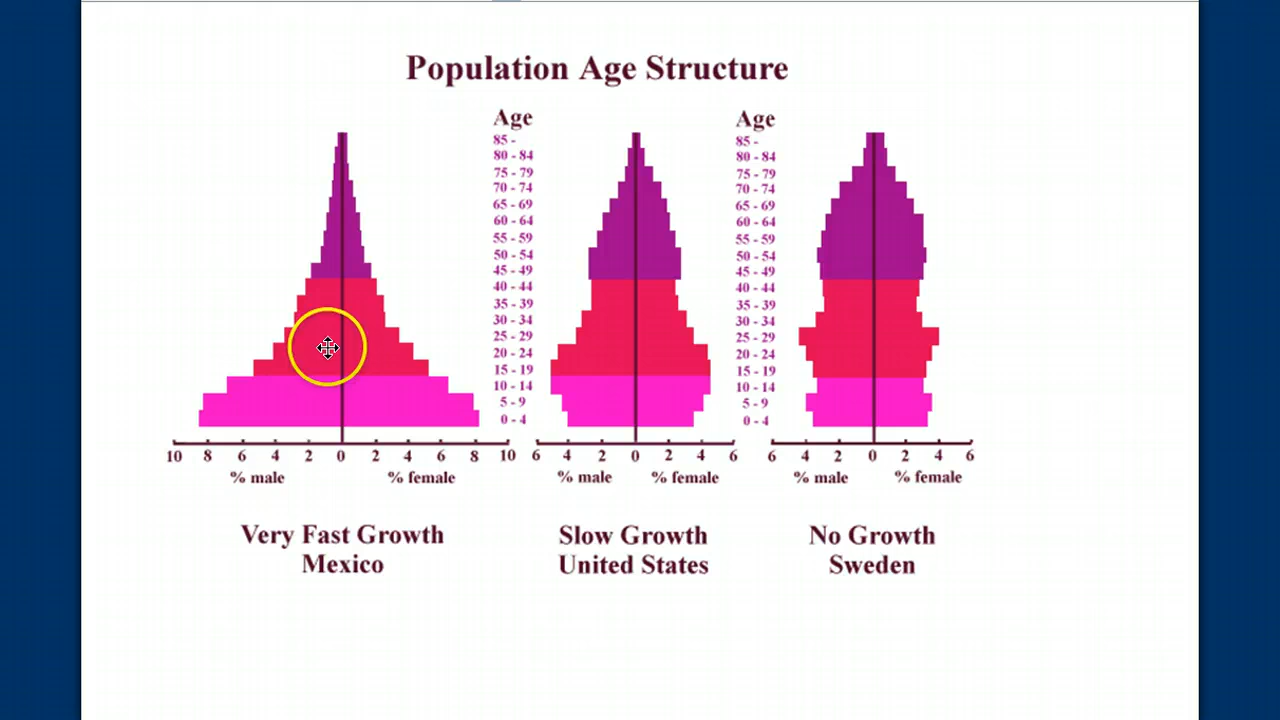 Population Age Structure
Age
85 -
80 - 84
75 - 79
70 - 74
65 - 69
60 - 64
55 - 59
50 - 54
45 - 49
40 - 44
35 - 39
30 - 34
25 - 29
20 - 24
15 - 19
10 - 14
5 - 9
0 - 4
Age
85 -
80 - 84
75 - 79
70 - 74
65 - 69
60 - 64
55 - 59
50 - 54
45 - 49
40 - 44
35 - 39
30 - 34
25 - 29
20 - 24
15 - 19
10 - 14
5 - 9
0 - 4
10 8 6 4 2 0 2 4 6 8 10
% male % female
Very Fast Growth
Mexico
6 4 2 0 2 4 6
% male % female
Slow Growth
United States
6 4 2 0 2 4 6
% male % female
No Growth
Sweden